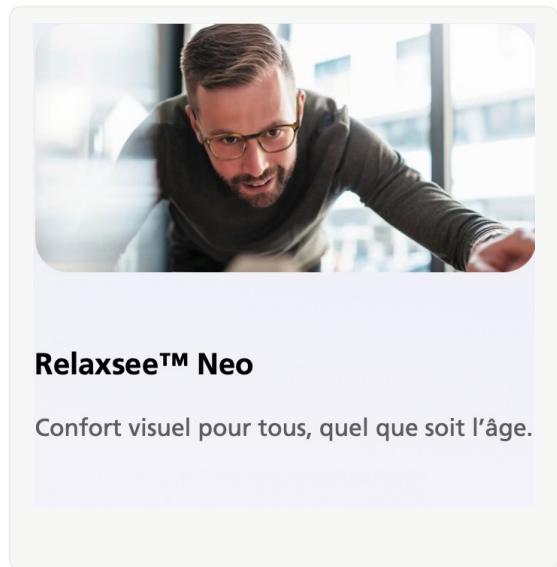 Relaxsee™ Neo
Confort visuel pour tous, quel que soit l’âge.